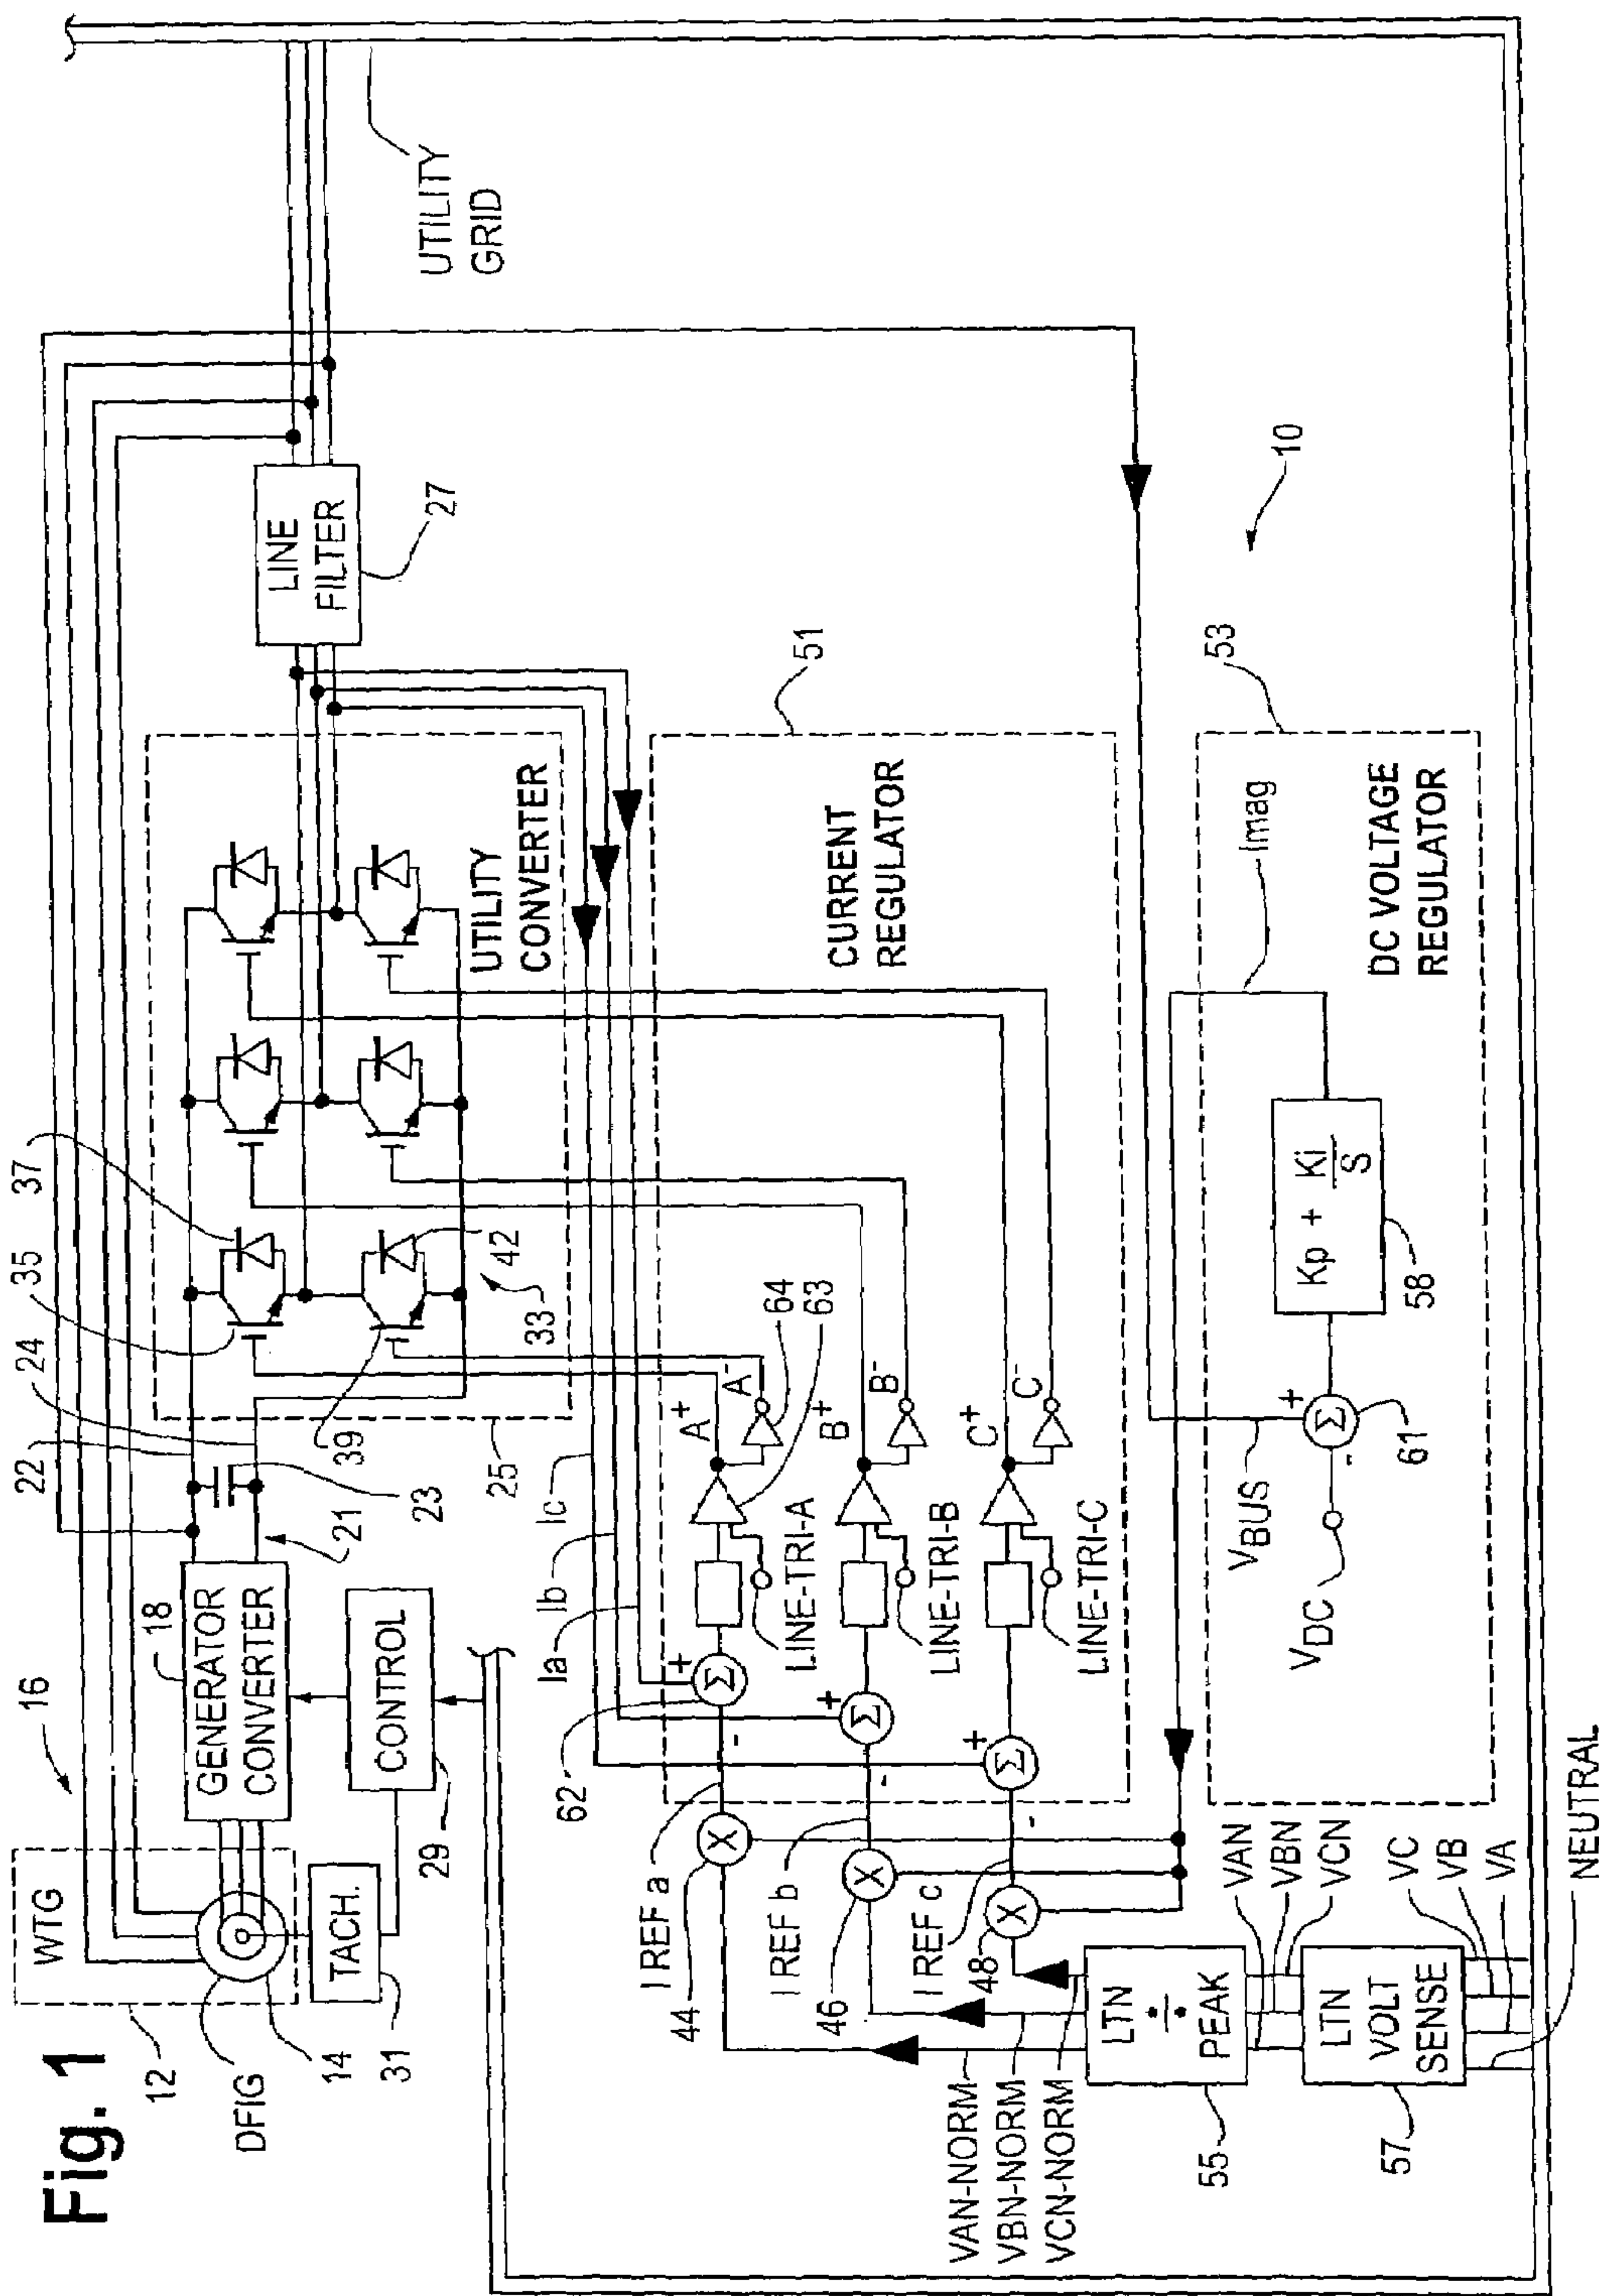 Fig. 1
12
DFIG
14
31
WTG
TACH.
16
18
GENERATOR
CONVERTER
CONTROL
29
21
22
24
35
37
23
25
39
33
42
UTILITY
CONVERTER
LINE
FILTER
27
UTILITY
GRID
10
Ia
Ib
Ic
62
I REF a
44
I REF b
46
I REF c
48
Σ
+
-
Σ
+
-
Σ
+
-
X
X
X
LINE-TRI-A
LINE-TRI-B
LINE-TRI-C
A+
A-
64
63
B+
B-
C+
C-
CURRENT
REGULATOR
51
VAN-NORM
VBN-NORM
VCN-NORM
LTN
÷
PEAK
55
VAN
VBN
VCN
LTN
VOLT
SENSE
57
VC
VB
VA
NEUTRAL
VBUS
VDC
Σ
+
-
61
Kp + Ki/S
58
Imag
DC VOLTAGE
REGULATOR
53